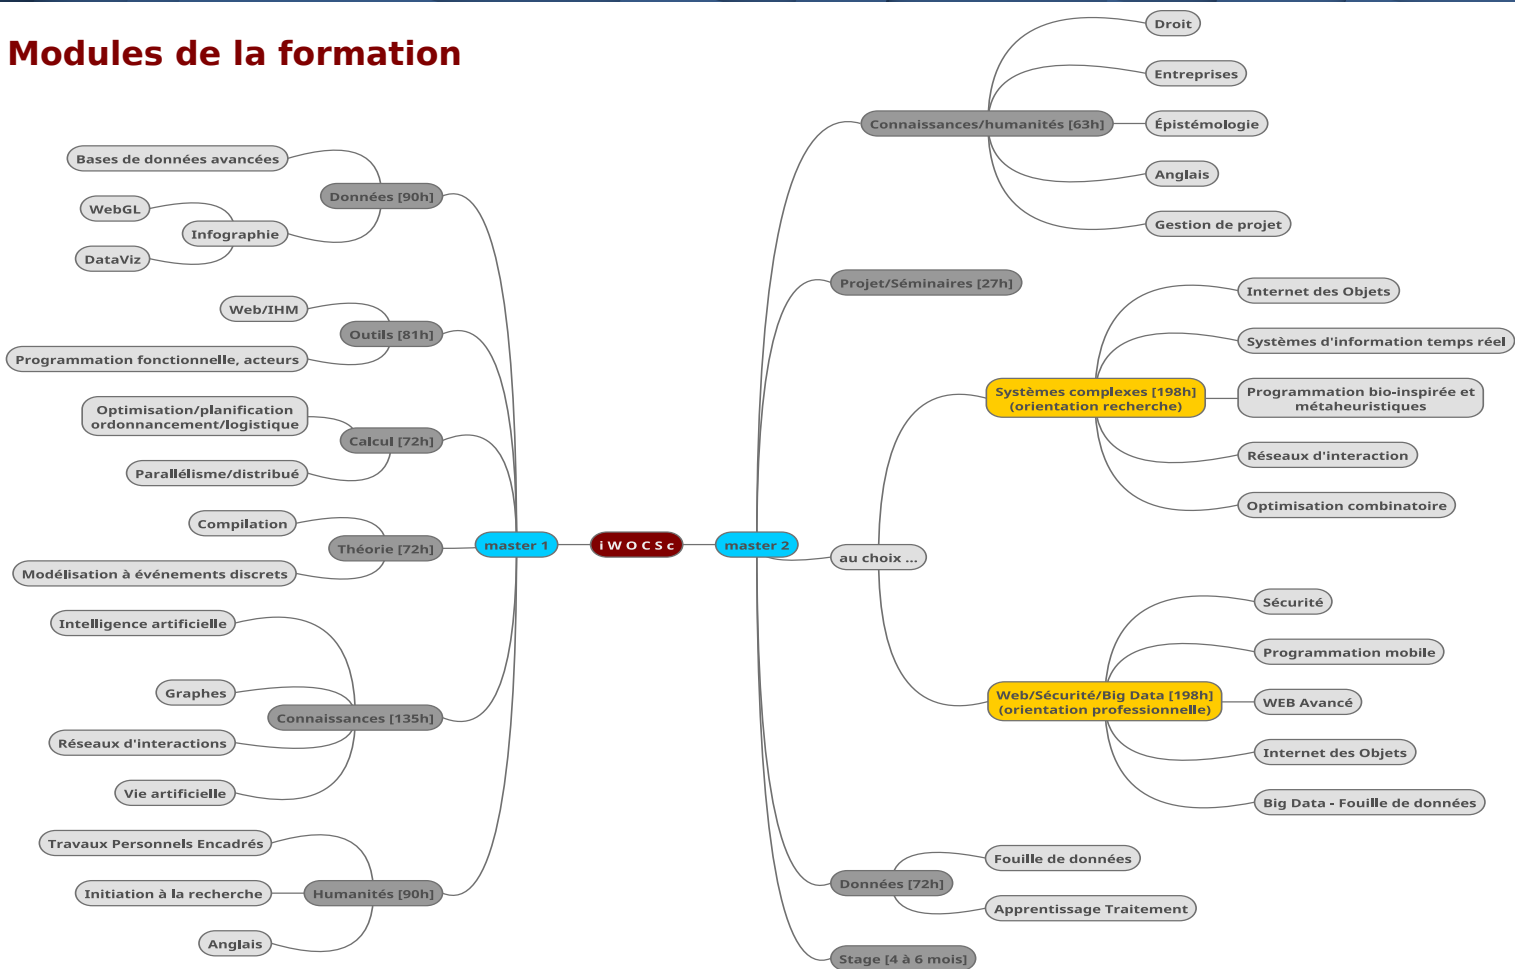 Modules de la formation
Bases de données avancées
Données [90h]
WebGL
Infographie
DataViz
Web/IHM
Outils [81h]
Programmation fonctionnelle, acteurs
Optimisation/planification
ordonnancement/logistique
Calcul [72h]
Parallélisme/distribué
Compilation
Théorie [72h]
Modélisation à événements discrets
Intelligence artificielle
Graphes
Connaissances [135h]
Réseaux d'interactions
Vie artificielle
Travaux Personnels Encadrés
Initiation à la recherche
Humanités [90h]
Anglais
master 1
i W O C S c
master 2
Droit
Entreprises
Connaissances/humanités [63h]
Épistémologie
Anglais
Gestion de projet
Projet/Séminaires [27h]
au choix ...
Internet des Objets
Systèmes d'information temps réel
Systèmes complexes [198h]
(orientation recherche)
Programmation bio-inspirée et
métaheuristiques
Réseaux d'interaction
Optimisation combinatoire
Sécurité
Programmation mobile
Web/Sécurité/Big Data [198h]
(orientation professionnelle)
WEB Avancé
Internet des Objets
Big Data - Fouille de données
Fouille de données
Données [72h]
Apprentissage Traitement
Stage [4 à 6 mois]